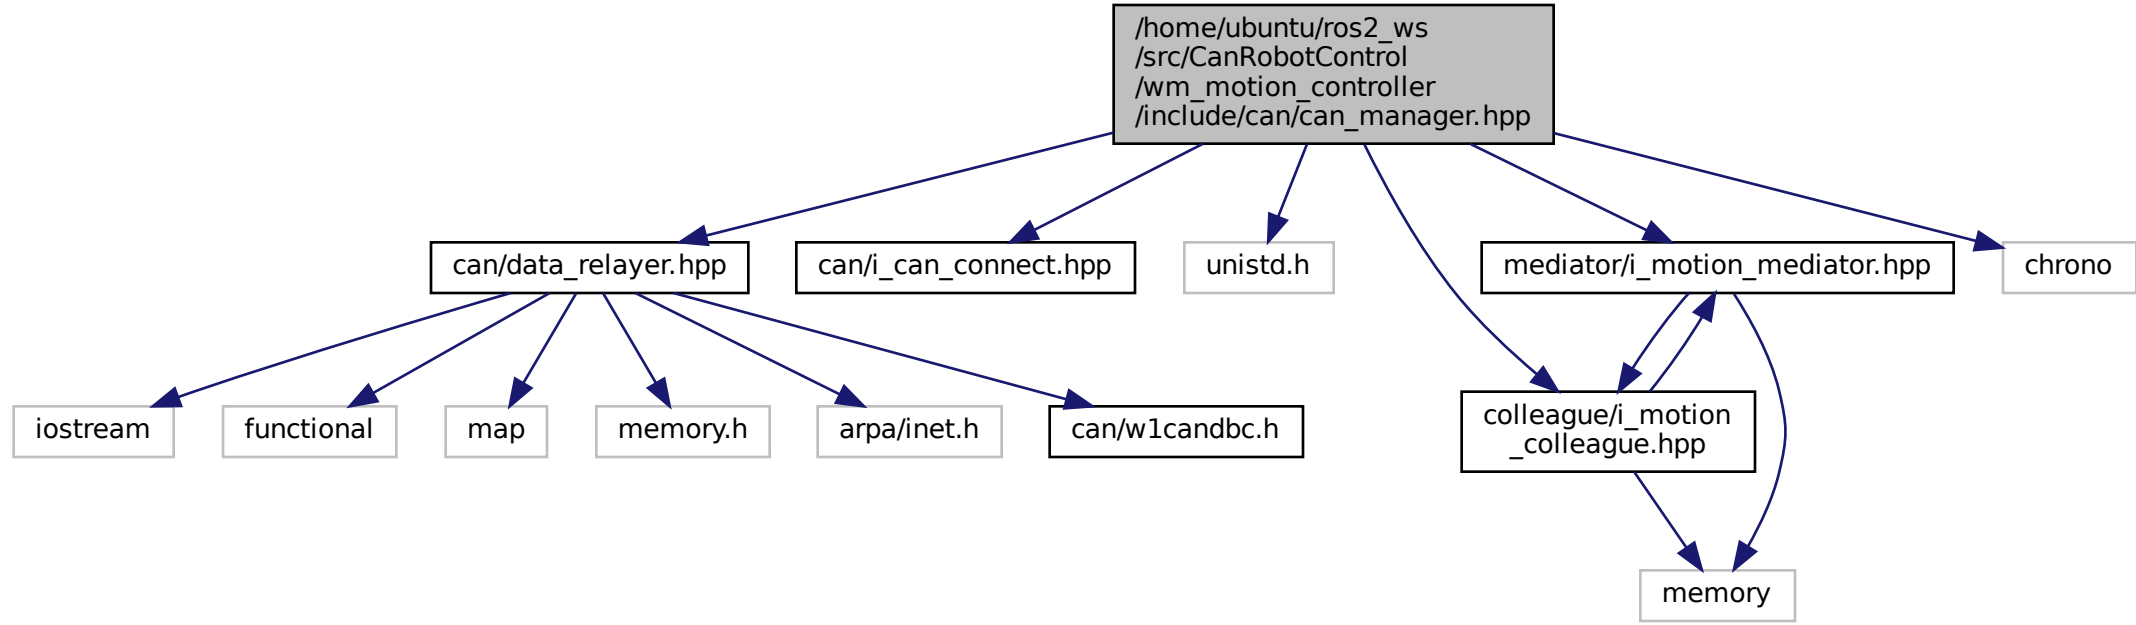 /home/ubuntu/ros2_ws
/src/CanRobotControl
/wm_motion_controller
/include/can/can_manager.hpp
can/data_relayer.hpp
can/i_can_connect.hpp
unistd.h
mediator/i_motion_mediator.hpp
chrono
iostream
functional
map
memory.h
arpa/inet.h
can/w1candbc.h
colleague/i_motion
_colleague.hpp
memory